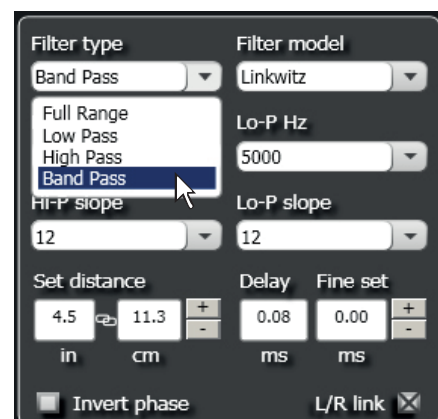 Filter type Filter model
Band Pass Linkwitz
Full Range
Low Pass
High Pass
Band Pass
Lo-P Hz
5000
Hi-P slope Lo-P slope
12 12
Set distance Delay Fine set
4.5 11.3 + - 0.08 0.00 + -
in cm ms ms
Invert phase L/R link